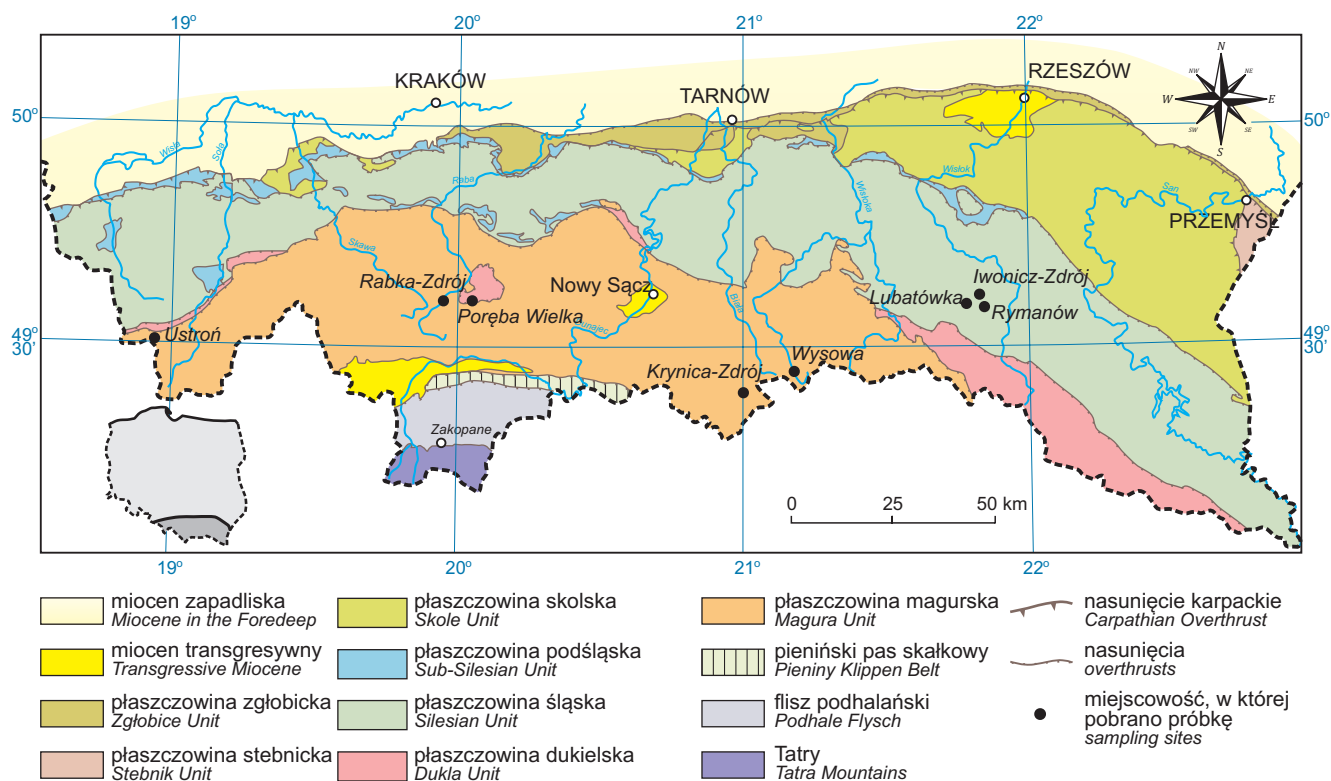 19°
20°
21°
22°
KRAKÓW
TARNÓW
RZESZÓW
N
NW
NE
W
E
SW
SE
S
50°
50°
Wisła
Soła
Raba
Wisłoka
Wisłok
San
PRZEMYŚL
Skawa
Rabka-Zdrój
Nowy Sącz
Iwonicz-Zdrój
Lubatówka
Poręba Wielka
Rymanów
Dunajec
Biała
49°
30'
Ustroń
49°
30'
Wysowa
Krynica-Zdrój
Zakopane
0
25
50 km
19°
20°
21°
22°
miocen zapadliska
Miocene in the Foredeep
miocen transgresywny
Transgressive Miocene
płaszczowina zgłobicka
Zgłobice Unit
płaszczowina stebnicka
Stebnik Unit
płaszczowina skolska
Skole Unit
płaszczowina podśląska
Sub-Silesian Unit
płaszczowina śląska
Silesian Unit
płaszczowina dukielska
Dukla Unit
płaszczowina magurska
Magura Unit
pieniński pas skałkowy
Pieniny Klippen Belt
flisz podhalański
Podhale Flysch
Tatry
Tatra Mountains
nasunięcie karpackie
Carpathian Overthrust
nasunięcia
overthrusts
miejscowość, w której
pobrano próbkę
sampling sites